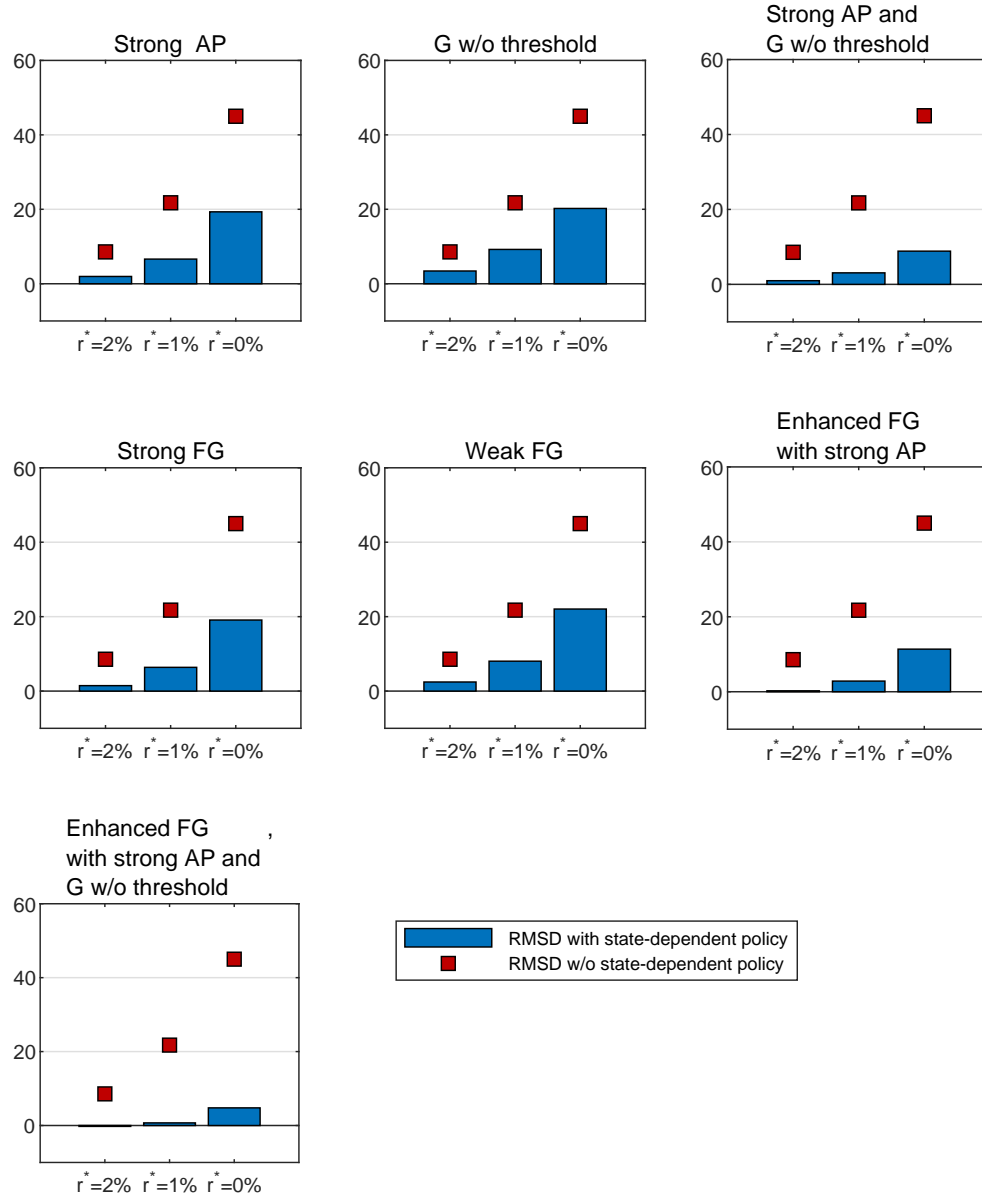 Strong AP
60
40
20
0
r*=2% r*=1% r*=0%
G w/o threshold
60
40
20
0
r*=2% r*=1% r*=0%
Strong AP and
G w/o threshold
60
40
20
0
r*=2% r*=1% r*=0%
Strong FG
60
40
20
0
r*=2% r*=1% r*=0%
Weak FG
60
40
20
0
r*=2% r*=1% r*=0%
Enhanced FG
with strong AP
60
40
20
0
r*=2% r*=1% r*=0%
Enhanced FG ,
with strong AP and
G w/o threshold
60
40
20
0
r*=2% r*=1% r*=0%
RMSD with state-dependent policy
RMSD w/o state-dependent policy